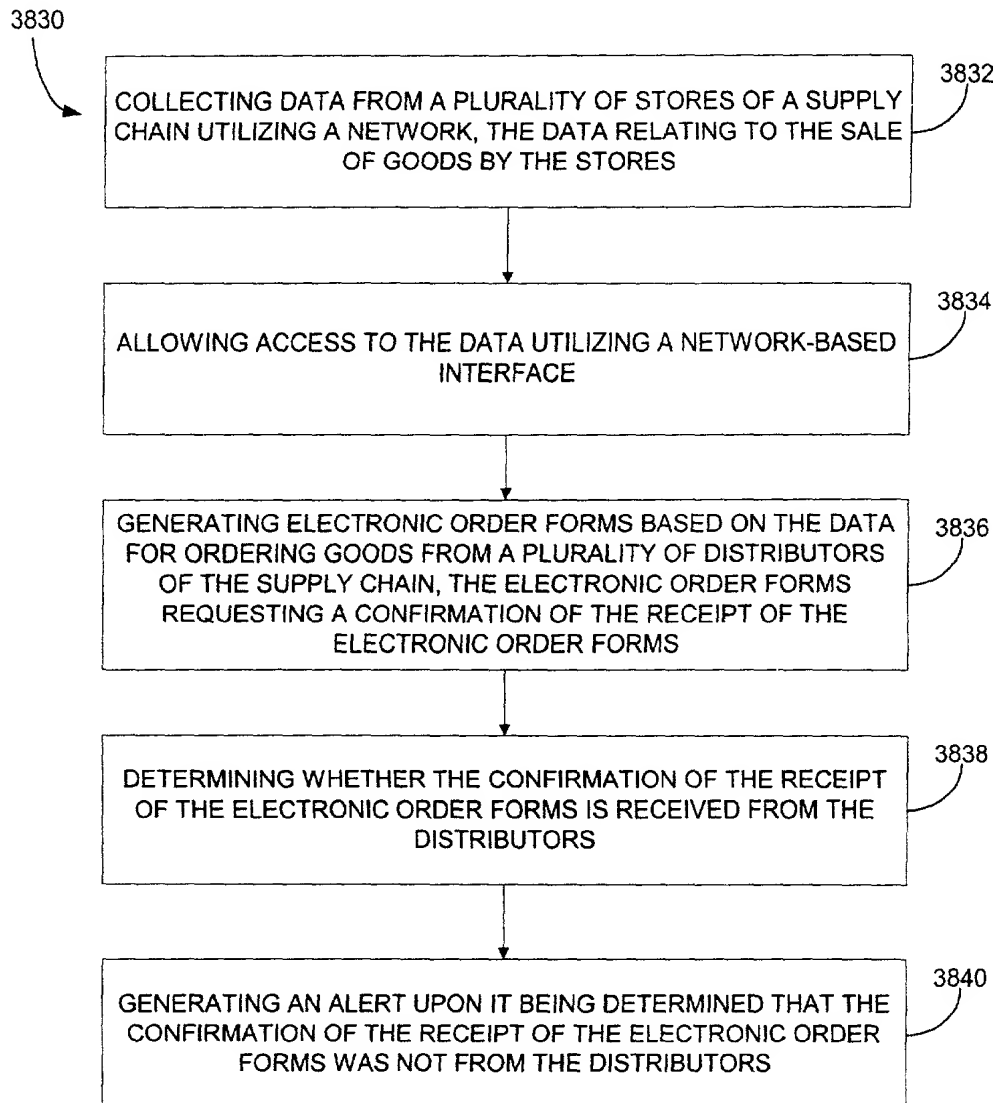 3830
3832
COLLECTING DATA FROM A PLURALITY OF STORES OF A SUPPLY
CHAIN UTILIZING A NETWORK, THE DATA RELATING TO THE SALE
OF GOODS BY THE STORES
3834
ALLOWING ACCESS TO THE DATA UTILIZING A NETWORK-BASED
INTERFACE
3836
GENERATING ELECTRONIC ORDER FORMS BASED ON THE DATA
FOR ORDERING GOODS FROM A PLURALITY OF DISTRIBUTORS
OF THE SUPPLY CHAIN, THE ELECTRONIC ORDER FORMS
REQUESTING A CONFIRMATION OF THE RECEIPT OF THE
ELECTRONIC ORDER FORMS
3838
DETERMINING WHETHER THE CONFIRMATION OF THE RECEIPT
OF THE ELECTRONIC ORDER FORMS IS RECEIVED FROM THE
DISTRIBUTORS
3840
GENERATING AN ALERT UPON IT BEING DETERMINED THAT THE
CONFIRMATION OF THE RECEIPT OF THE ELECTRONIC ORDER
FORMS WAS NOT FROM THE DISTRIBUTORS